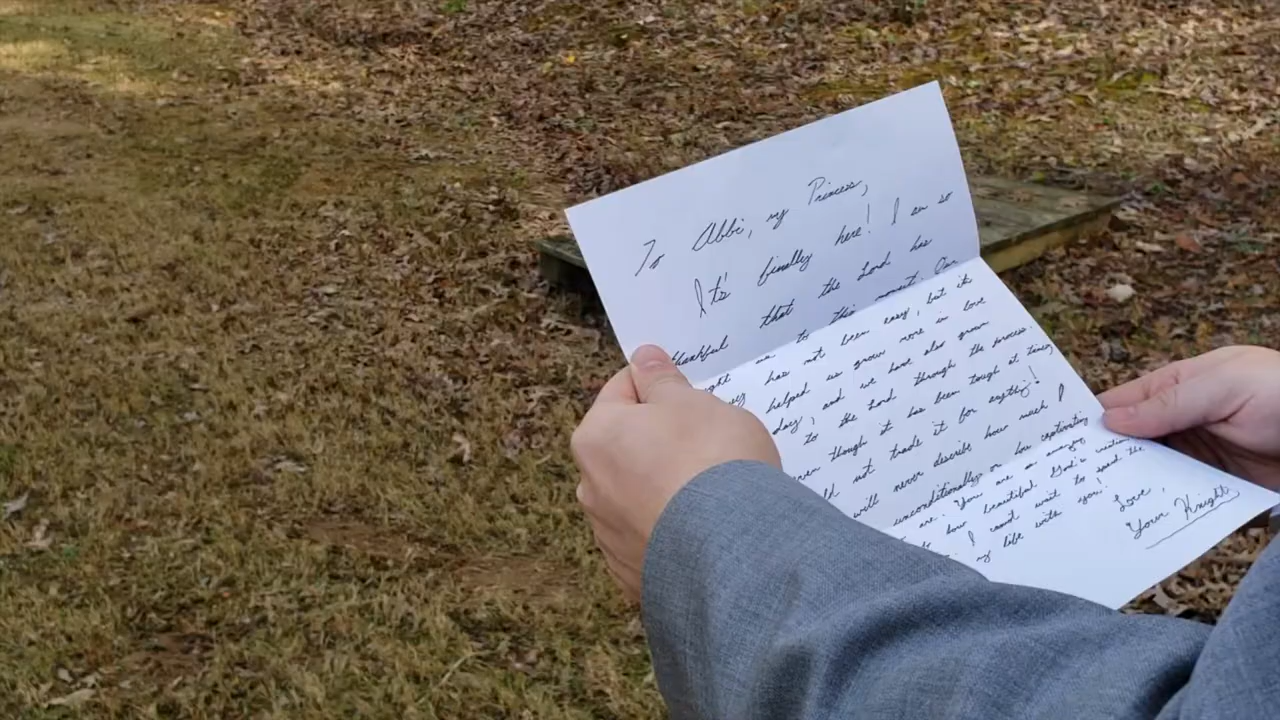 To Abbi, my Princess,
It's finally here! I am so
thankful that the Lord has
us to this moment. Our
has not been easy, but it
helped us grow more in love
day, and we have also grown
to the Lord through the process.
even though it has been tough at times,
not trade it for anything!
will never describe how much I
unconditionally or how captivating
are. You are an amazing
how beautiful God's creation
I cannot wait to spend the
my life with you!
Love,
Your Knight